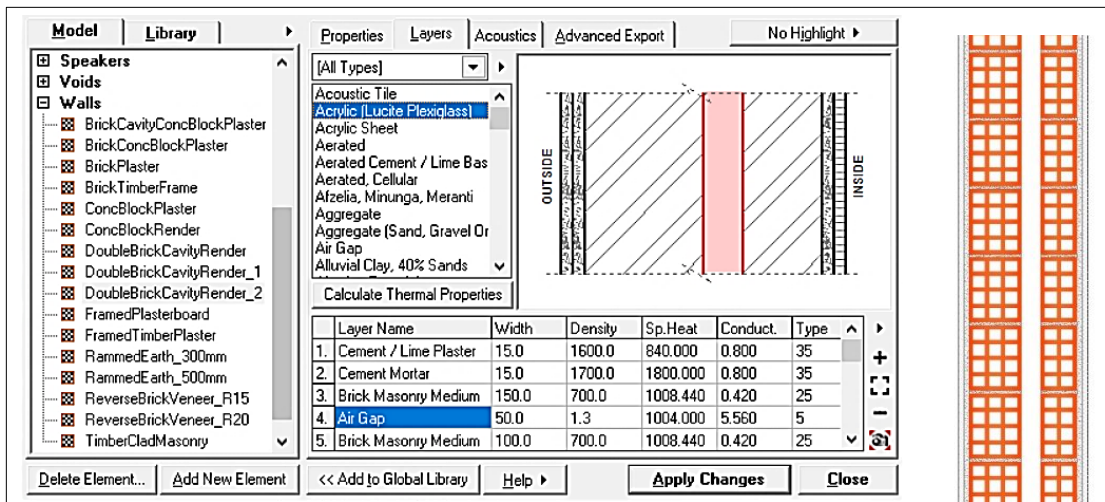 Model
Library
Speakers
Voids
Walls
BrickCavityConcBlockPlaster
BrickConcBlockPlaster
BrickPlaster
BrickTimberFrame
ConcBlockPlaster
ConcBlockRender
DoubleBrickCavityRender
DoubleBrickCavityRender_1
DoubleBrickCavityRender_2
FramedPlasterboard
FramedTimberPlaster
RammedEarth_300mm
RammedEarth_500mm
ReverseBrickVeneer_R15
ReverseBrickVeneer_R20
TimberCladMasonry
Delete Element...
Add New Element
Properties
Layers
Acoustics
Advanced Export
No Highlight
[All Types]
Acoustic Tile
Acrylic (Lucite Plexiglass)
Acrylic Sheet
Aerated
Aerated Cement / Lime Bas
Aerated, Cellular
Afzelia, Minunga, Meranti
Aggregate
Aggregate (Sand, Gravel Or
Air Gap
Alluvial Clay, 40% Sands
Calculate Thermal Properties
OUTSIDE
INSIDE
Layer Name Width Density Sp.Heat Conduct. Type
1. Cement / Lime Plaster 15.0 1600.0 840.000 0.800 35
2. Cement Mortar 15.0 1700.0 1800.000 0.800 35
3. Brick Masonry Medium 150.0 700.0 1008.440 0.420 25
4. Air Gap 50.0 1.3 1004.000 5.560 5
5. Brick Masonry Medium 100.0 700.0 1008.440 0.420 25
<< Add to Global Library
Help
Apply Changes
Close